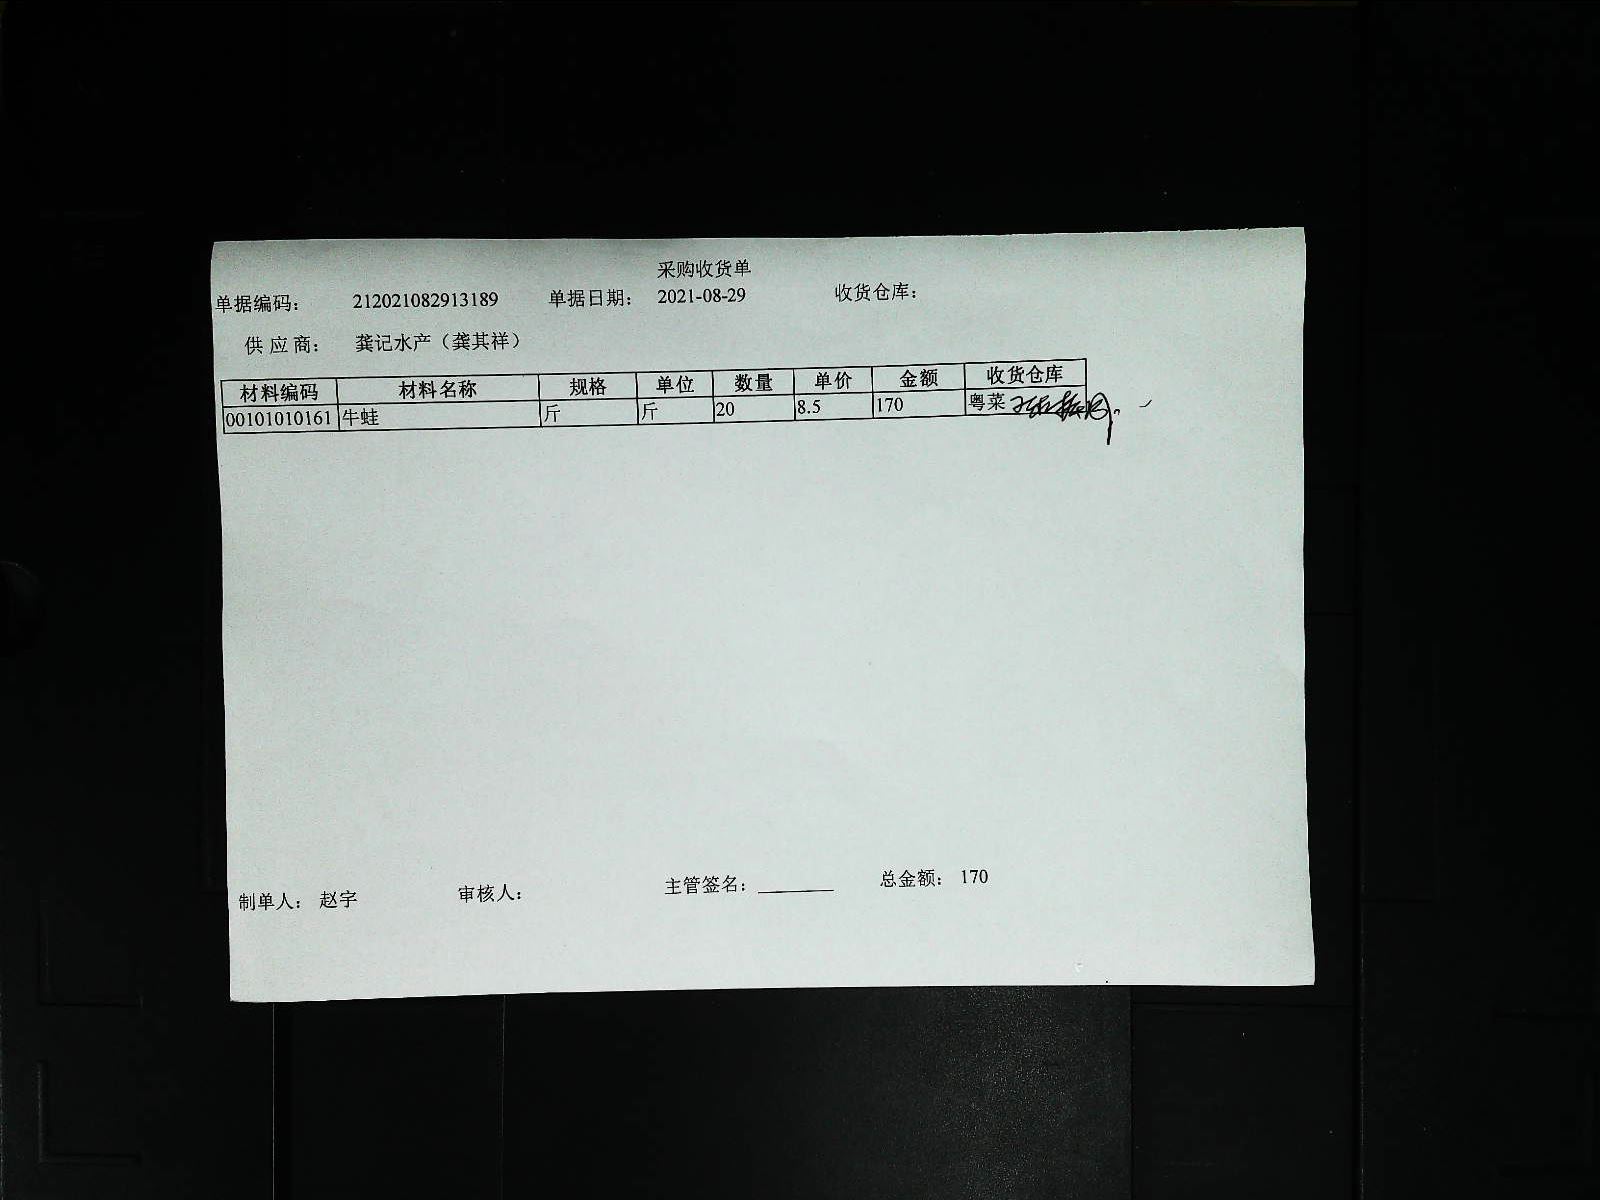 采购收货单
单据编码： 212021082913189 单据日期： 2021-08-29 收货仓库：
供 应 商： 龚记水产（龚其祥）
材料编码 材料名称 规格 单位 数量 单价 金额 收货仓库
00101010161 牛蛙 斤 斤 20 8.5 170 粤菜
制单人： 赵宇 审核人： 主管签名： ________ 总金额： 170